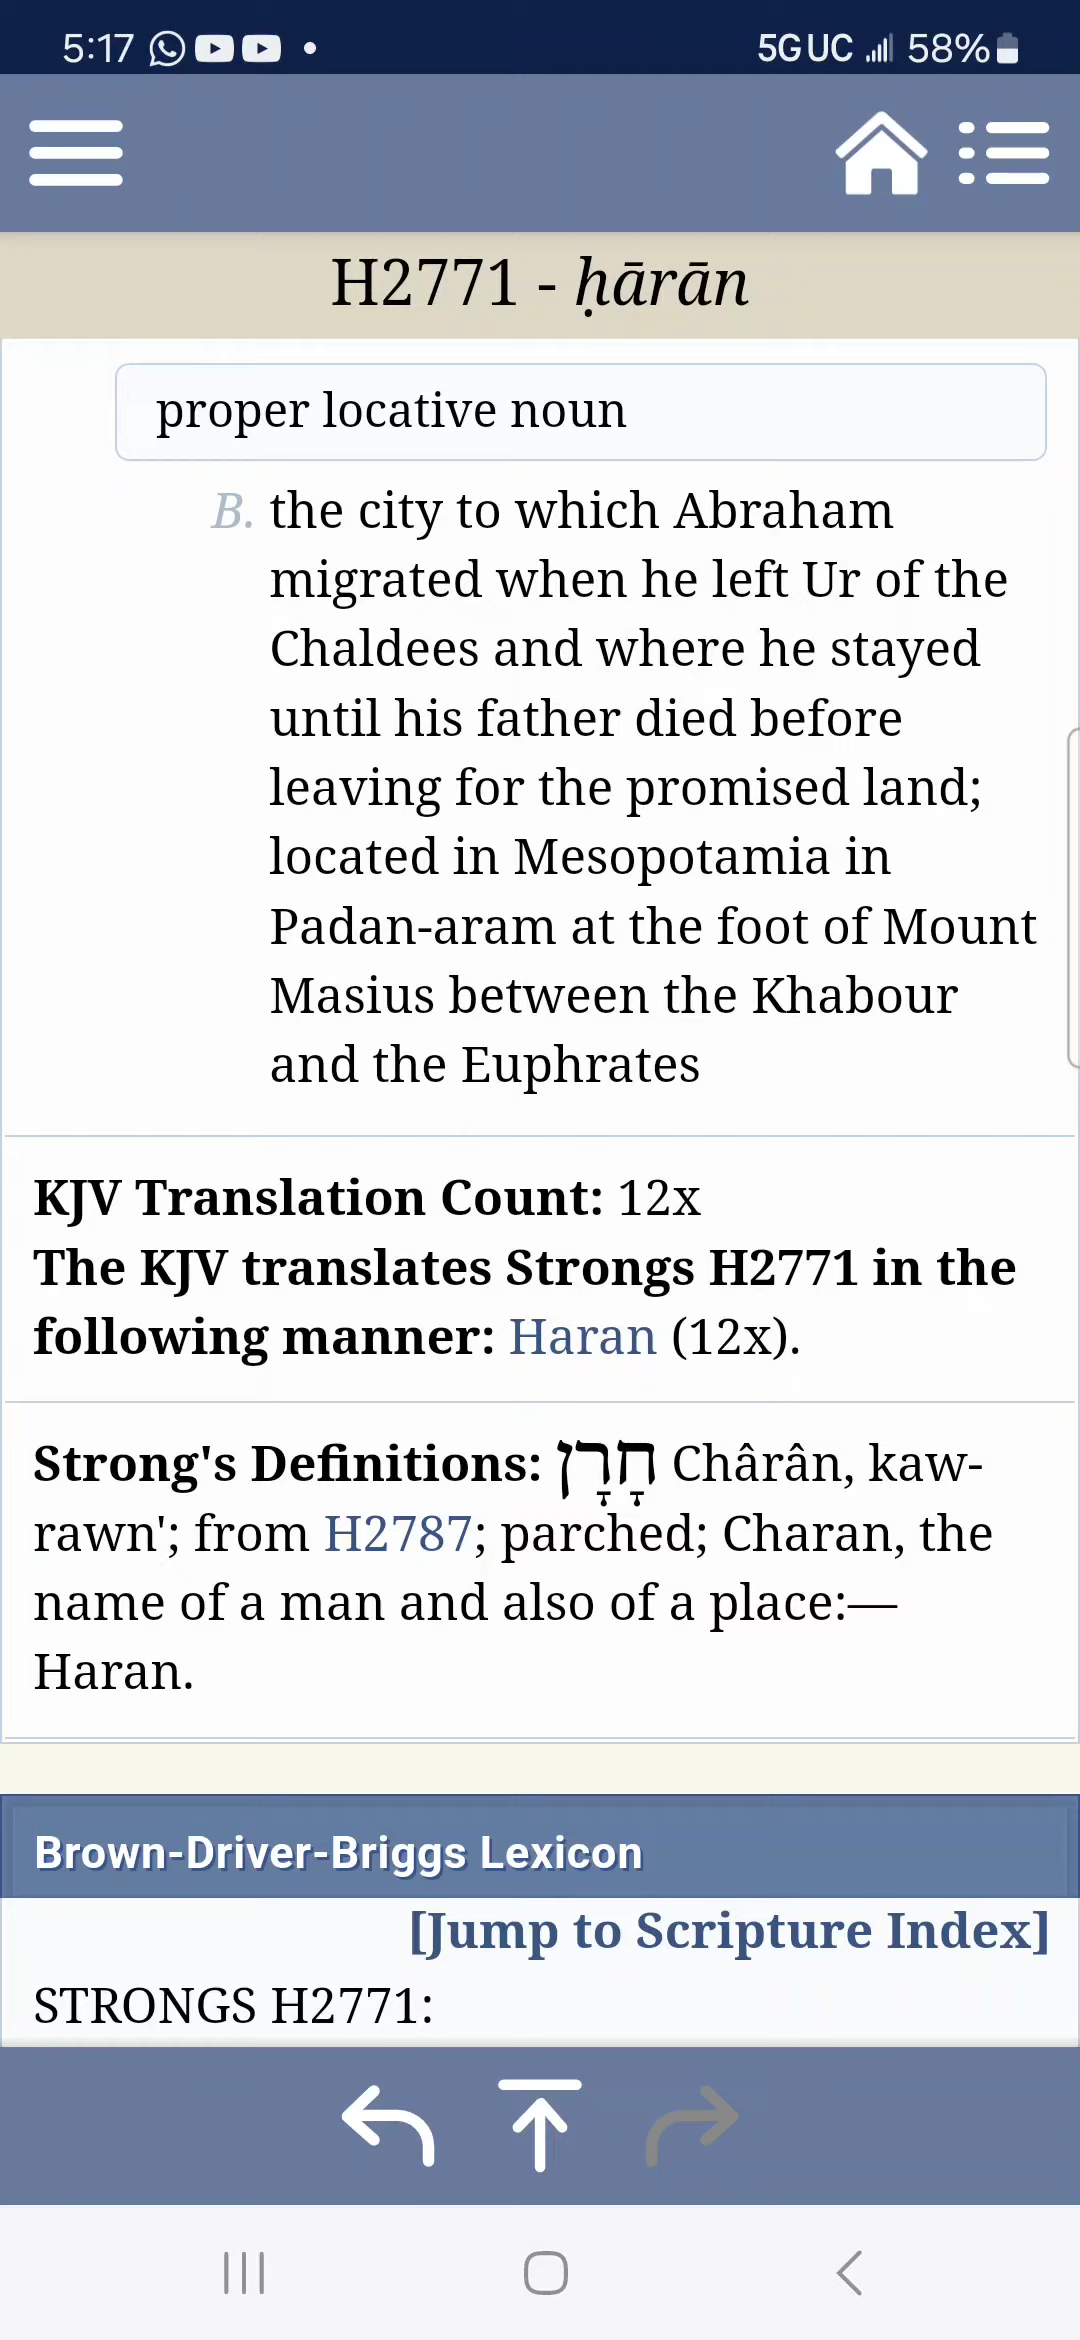 5:17 5G UC 58%
H2771 - ḥārān
proper locative noun
B. the city to which Abraham
migrated when he left Ur of the
Chaldees and where he stayed
until his father died before
leaving for the promised land;
located in Mesopotamia in
Padan-aram at the foot of Mount
Masius between the Khabour
and the Euphrates
KJV Translation Count: 12x
The KJV translates Strongs H2771 in the
following manner: Haran (12x).
Strong's Definitions: חָרָן Chârân, kaw-
rawn'; from H2787; parched; Charan, the
name of a man and also of a place:—
Haran.
Brown-Driver-Briggs Lexicon
[Jump to Scripture Index]
STRONGS H2771: